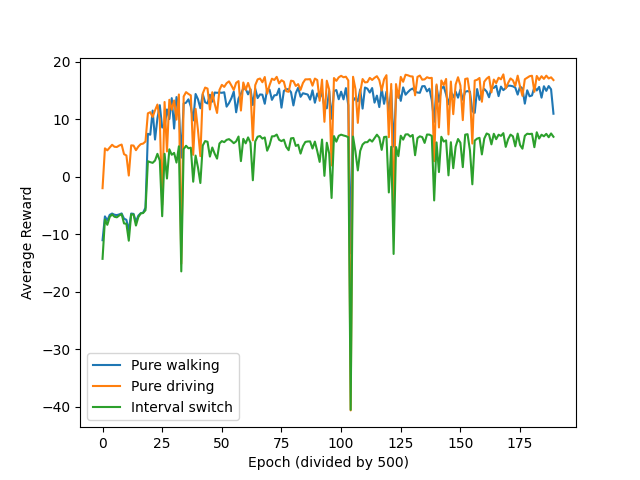 20
10
0
−10
−20
−30
−40
Average Reward
Pure walking
Pure driving
Interval switch
0 25 50 75 100 125 150 175
Epoch (divided by 500)